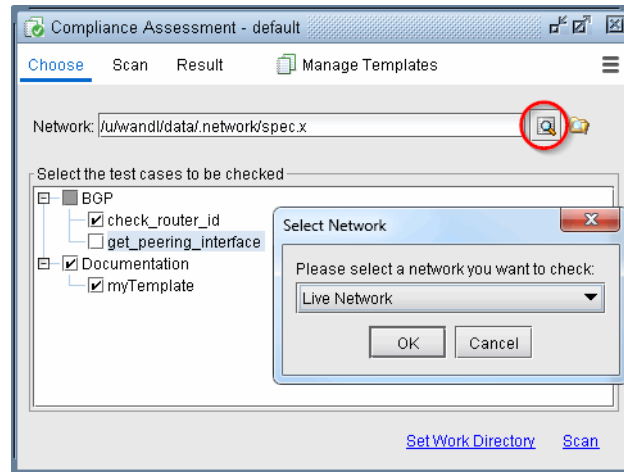 Compliance Assessment - default
Choose Scan Result Manage Templates
Network: /u/wandl/data/.network/spec.x
Select the test cases to be checked
BGP
check_router_id
get_peering_interface
Documentation
myTemplate
Select Network
Please select a network you want to check:
Live Network
OK Cancel
Set Work Directory Scan